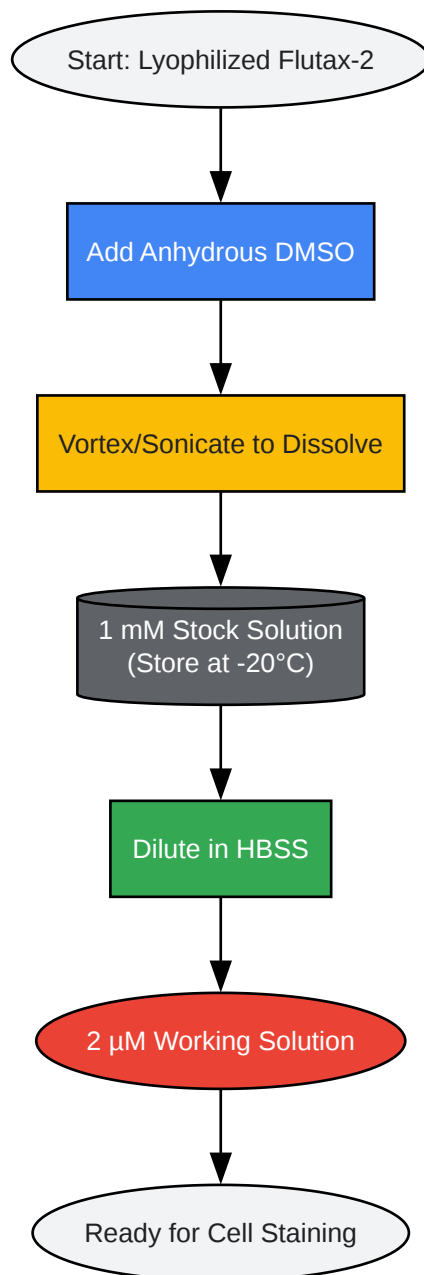 Start: Lyophilized Flutax-2
Add Anhydrous DMSO
Vortex/Sonicate to Dissolve
1 mM Stock Solution
(Store at -20°C)
Dilute in HBSS
2 µM Working Solution
Ready for Cell Staining